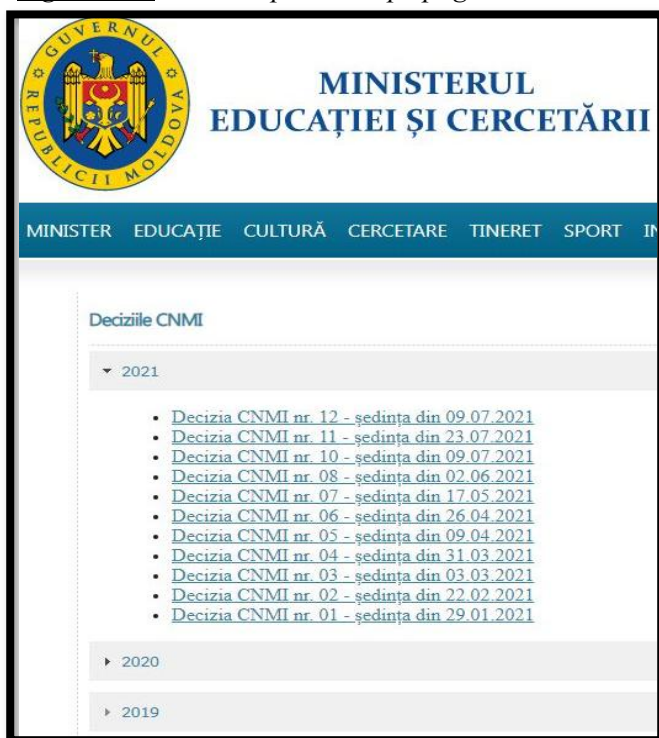 GUVERNUL
REPUBLICII MOLDOVA
MINISTERUL
EDUCAȚIEI ȘI CERCETĂRII
MINISTER EDUCAȚIE CULTURĂ CERCETARE TINERET SPORT
Deciziile CNMI
2021
Decizia CNMI nr. 12 - ședința din 09.07.2021
Decizia CNMI nr. 11 - ședința din 23.07.2021
Decizia CNMI nr. 10 - ședința din 09.07.2021
Decizia CNMI nr. 08 - ședința din 02.06.2021
Decizia CNMI nr. 07 - ședința din 17.05.2021
Decizia CNMI nr. 06 - ședința din 26.04.2021
Decizia CNMI nr. 05 - ședința din 09.04.2021
Decizia CNMI nr. 04 - ședința din 31.03.2021
Decizia CNMI nr. 03 - ședința din 03.03.2021
Decizia CNMI nr. 02 - ședința din 22.02.2021
Decizia CNMI nr. 01 - ședința din 29.01.2021
2020
2019